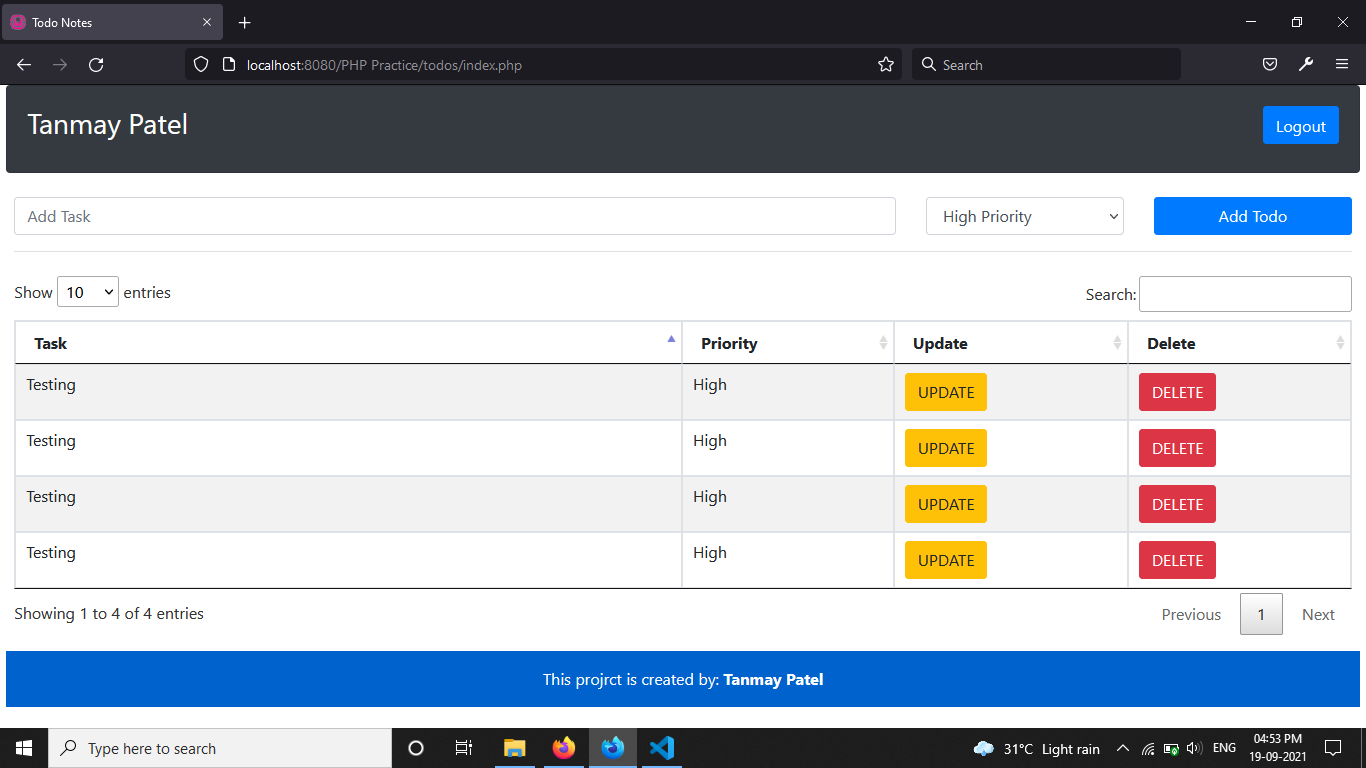 Todo Notes
localhost:8080/PHP Practice/todos/index.php
Search
Tanmay Patel
Logout
Add Task
High Priority
Add Todo
Show 10 entries
Search:
Task Priority Update Delete
Testing High UPDATE DELETE
Testing High UPDATE DELETE
Testing High UPDATE DELETE
Testing High UPDATE DELETE
Showing 1 to 4 of 4 entries
Previous 1 Next
This projrct is created by: Tanmay Patel
Type here to search
31°C Light rain
ENG
04:53 PM
19-09-2021